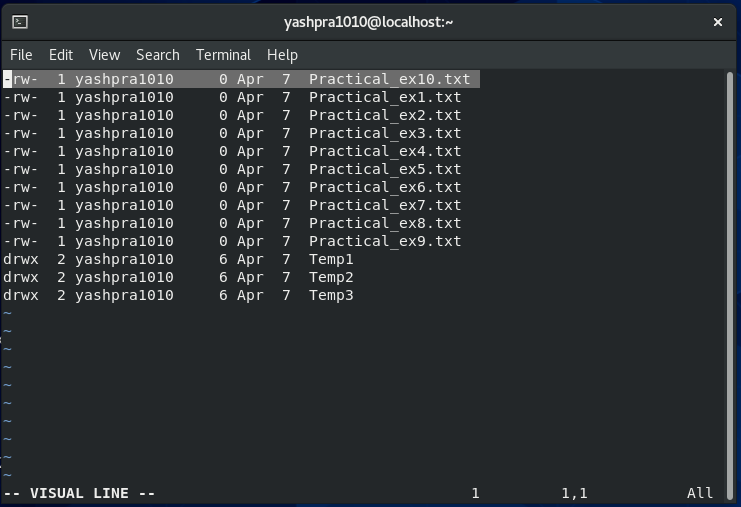 yashpra1010@localhost:~
File Edit View Search Terminal Help
-rw-  1 yashpra1010     0 Apr  7  Practical_ex10.txt
-rw-  1 yashpra1010     0 Apr  7  Practical_ex1.txt
-rw-  1 yashpra1010     0 Apr  7  Practical_ex2.txt
-rw-  1 yashpra1010     0 Apr  7  Practical_ex3.txt
-rw-  1 yashpra1010     0 Apr  7  Practical_ex4.txt
-rw-  1 yashpra1010     0 Apr  7  Practical_ex5.txt
-rw-  1 yashpra1010     0 Apr  7  Practical_ex6.txt
-rw-  1 yashpra1010     0 Apr  7  Practical_ex7.txt
-rw-  1 yashpra1010     0 Apr  7  Practical_ex8.txt
-rw-  1 yashpra1010     0 Apr  7  Practical_ex9.txt
drwx  2 yashpra1010     6 Apr  7  Temp1
drwx  2 yashpra1010     6 Apr  7  Temp2
drwx  2 yashpra1010     6 Apr  7  Temp3
~
~
~
~
~
~
~
~
~
~
-- VISUAL LINE --                                   1         1,1           All